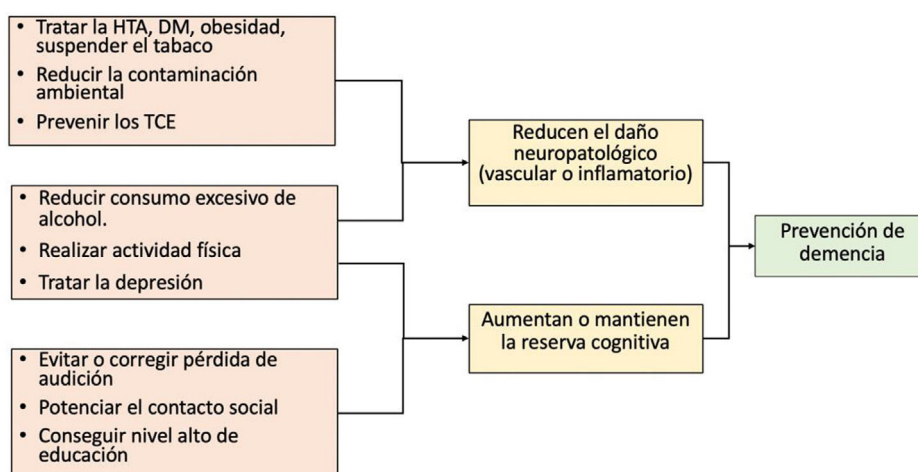 • Tratar la HTA, DM, obesidad,
suspender el tabaco
• Reducir la contaminación
ambiental
• Prevenir los TCE
• Reducir consumo excesivo de
alcohol.
• Realizar actividad física
• Tratar la depresión
• Evitar o corregir pérdida de
audición
• Potenciar el contacto social
• Conseguir nivel alto de
educación
Reducen el daño
neuropatológico
(vascular o inflamatorio)
Aumentan o mantienen
la reserva cognitiva
Prevención de
demencia